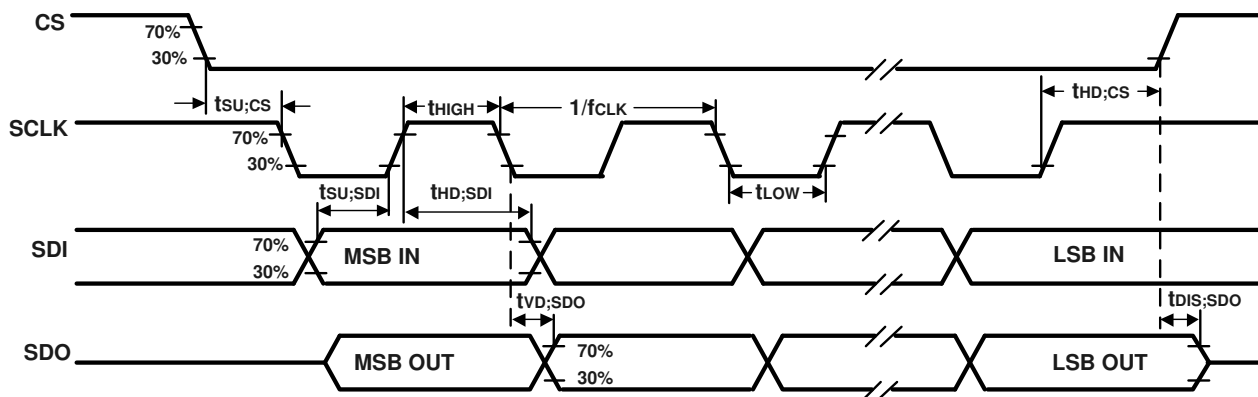 CS
70%
30%
tSU;CS
tHIGH
1/fCLK
tHD;CS
SCLK
70%
30%
tSU;SDI
tHD;SDI
tLOW
SDI
70%
30%
MSB IN
LSB IN
tVD;SDO
tDIS;SDO
SDO
MSB OUT
70%
30%
LSB OUT